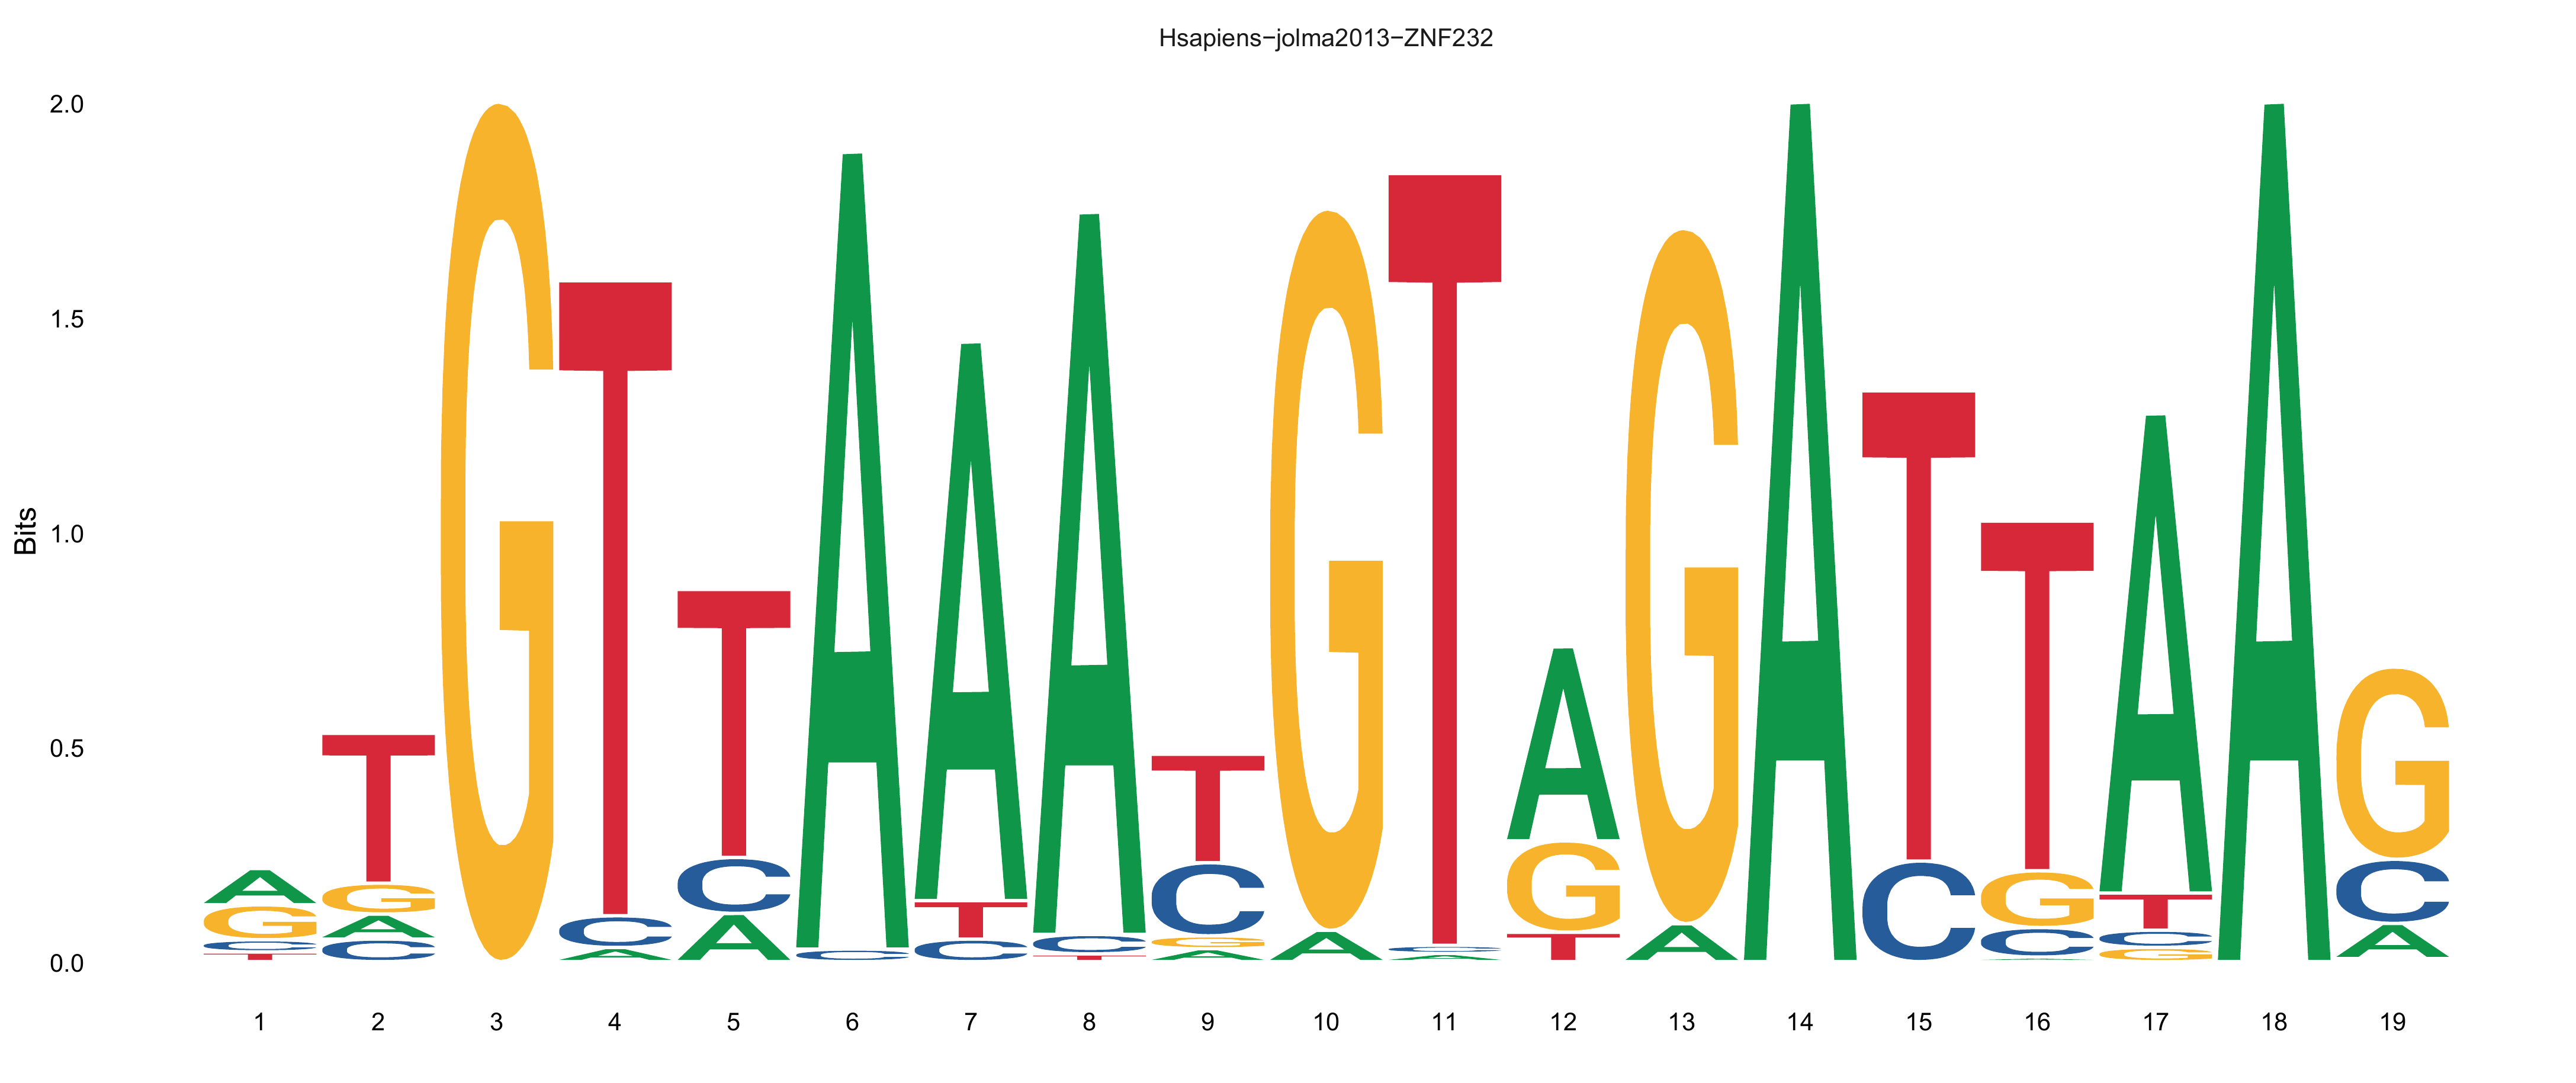 Hsapiens−jolma2013−ZNF232
2.0
1.5
1.0
0.5
0.0
Bits
A G C T
T G A C
G
T C A
T C A
A C
A T C
A C T
T C G A
G A
T C A
A G T
G A
A
T C
T G C
A T C G
A
G C A
1 2 3 4 5 6 7 8 9 10 11 12 13 14 15 16 17 18 19